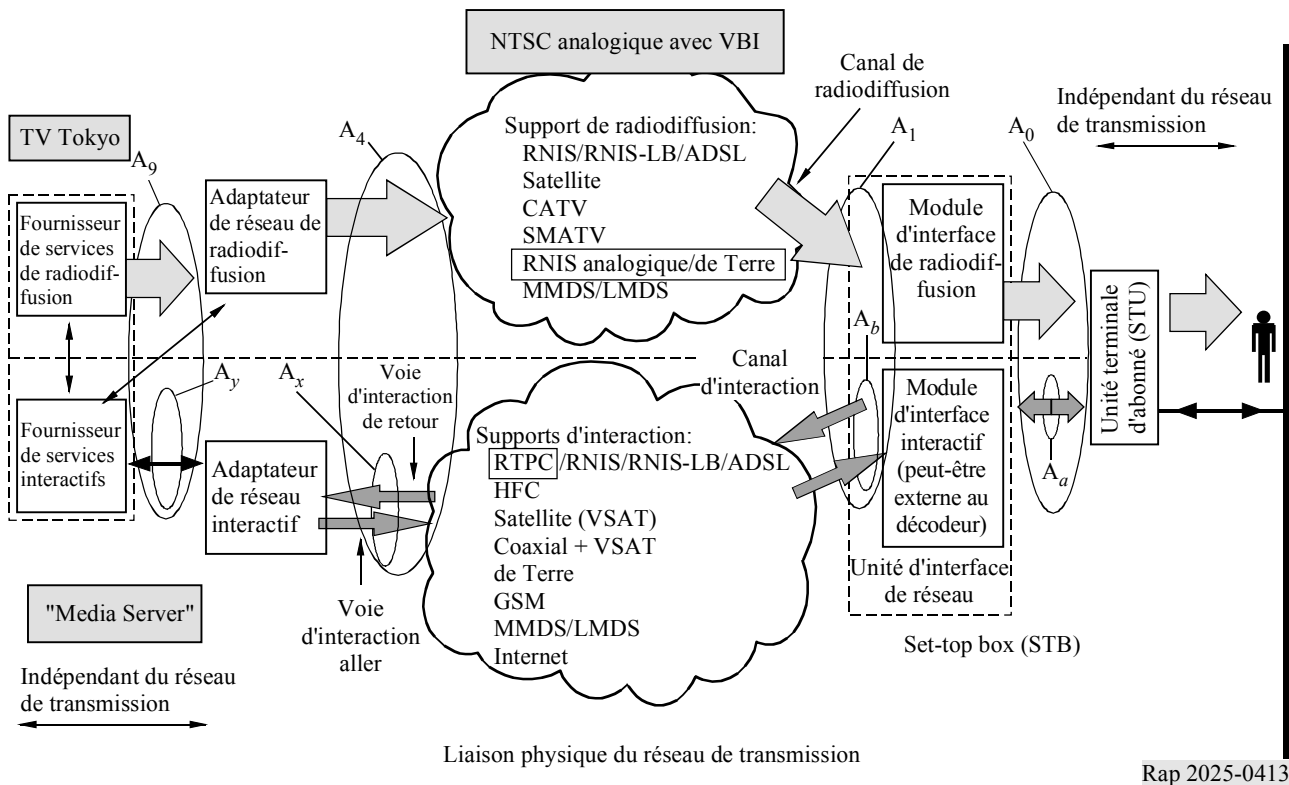 NTSC analogique avec VBI
Canal de
radiodiffusion
Indépendant du réseau
de transmission
TV Tokyo
A9
A4
A1
A0
Support de radiodiffusion:
RNIS/RNIS-LB/ADSL
Satellite
CATV
SMATV
RNIS analogique/de Terre
MMDS/LMDS
Fournisseur
de services
de radiodif-
fusion
Adaptateur
de réseau de
radiodif-
fusion
Module
d'interface
de radiodif-
fusion
Unité terminale
d'abonné (STU)
Ab
Ay
Ax
Voie
d'interaction
de retour
Canal
d'interaction
Fournisseur
de services
interactifs
Adaptateur
de réseau
interactif
Supports d'interaction:
RTPC /RNIS/RNIS-LB/ADSL
HFC
Satellite (VSAT)
Coaxial + VSAT
de Terre
GSM
MMDS/LMDS
Internet
Module
d'interface
interactif
(peut-être
externe au
décodeur)
Aa
Unité d'interface
de réseau
"Media Server"
Voie
d'interaction
aller
Set-top box (STB)
Indépendant du réseau
de transmission
Liaison physique du réseau de transmission
Rap 2025-0413